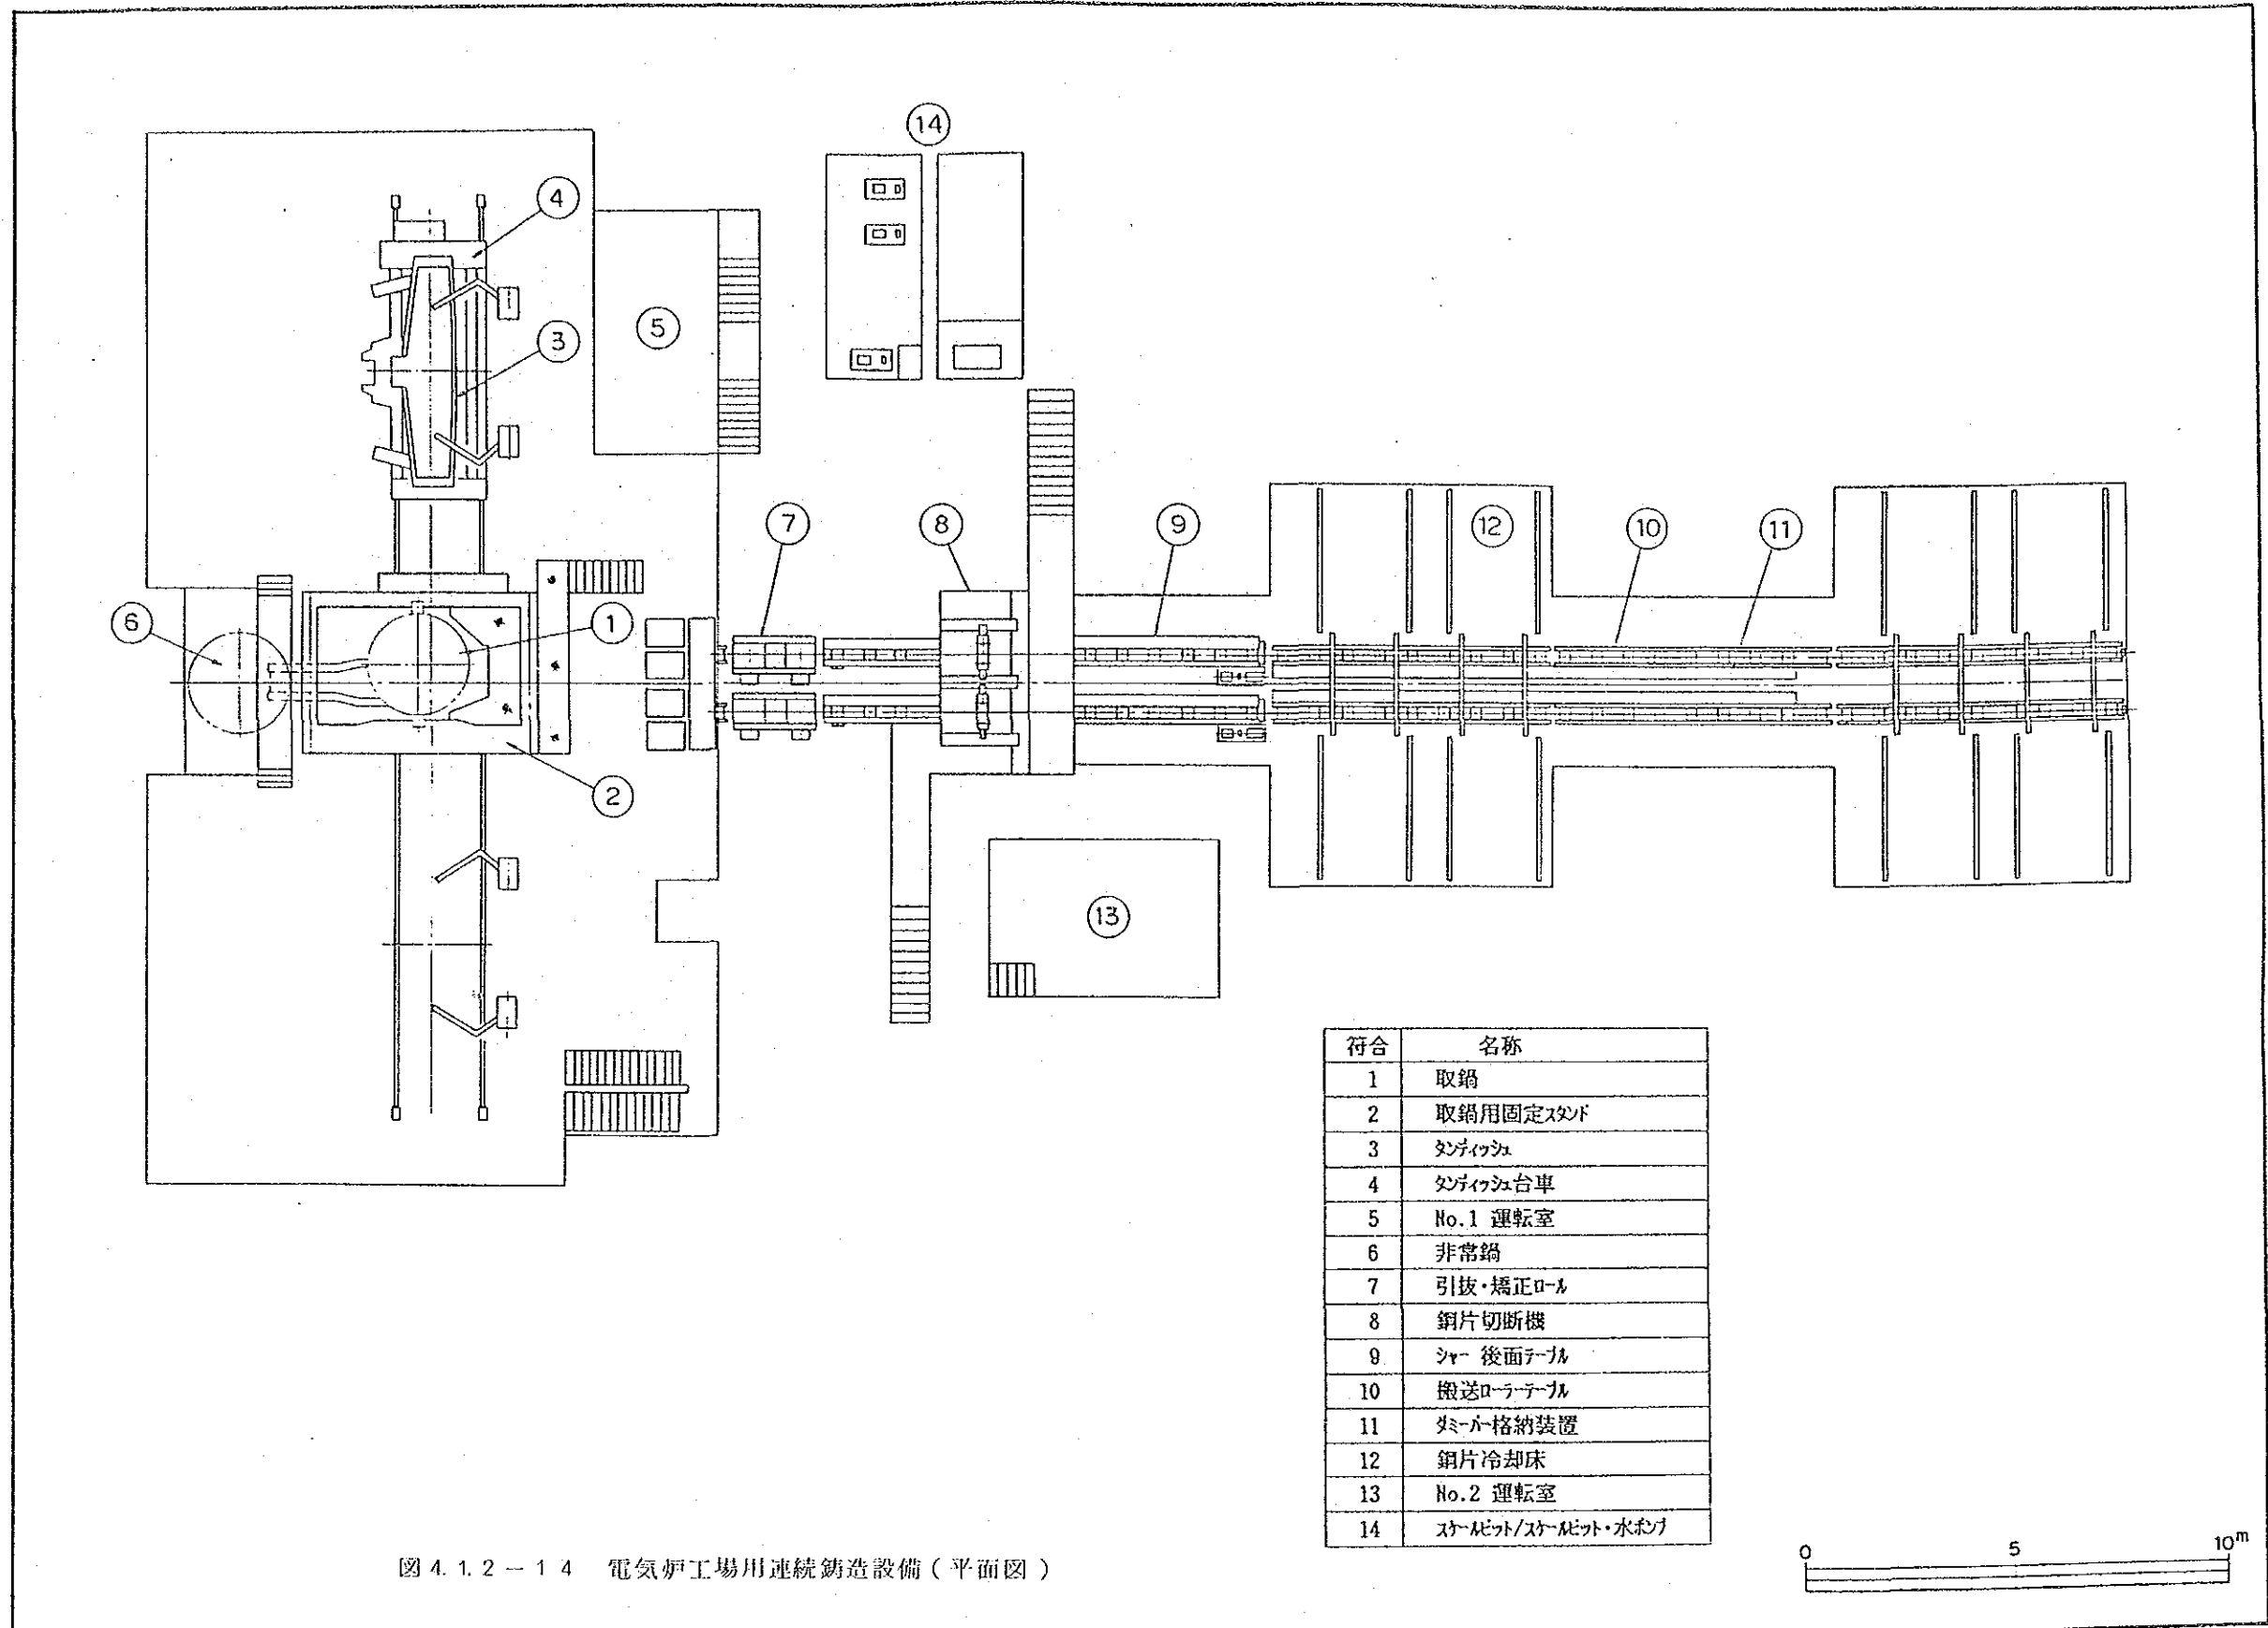 14
4
3
5
7
8
9
12
10
11
6
1
2
13
符合 名称
1 取鍋
2 取鍋用固定スタンド
3 タンディッシュ
4 タンディッシュ台車
5 No.1 運転室
6 非常鍋
7 引抜・矯正ロール
8 鋼片切断機
9 シャー 後面テーブル
10 搬送ローラーテーブル
11 ダミーバー格納装置
12 鋼片冷却床
13 No.2 運転室
14 スケールピット/スケールピット・水ポンプ
0 5 10m
図 4.1.2-14 電気炉工場用連続鋳造設備(平面図)